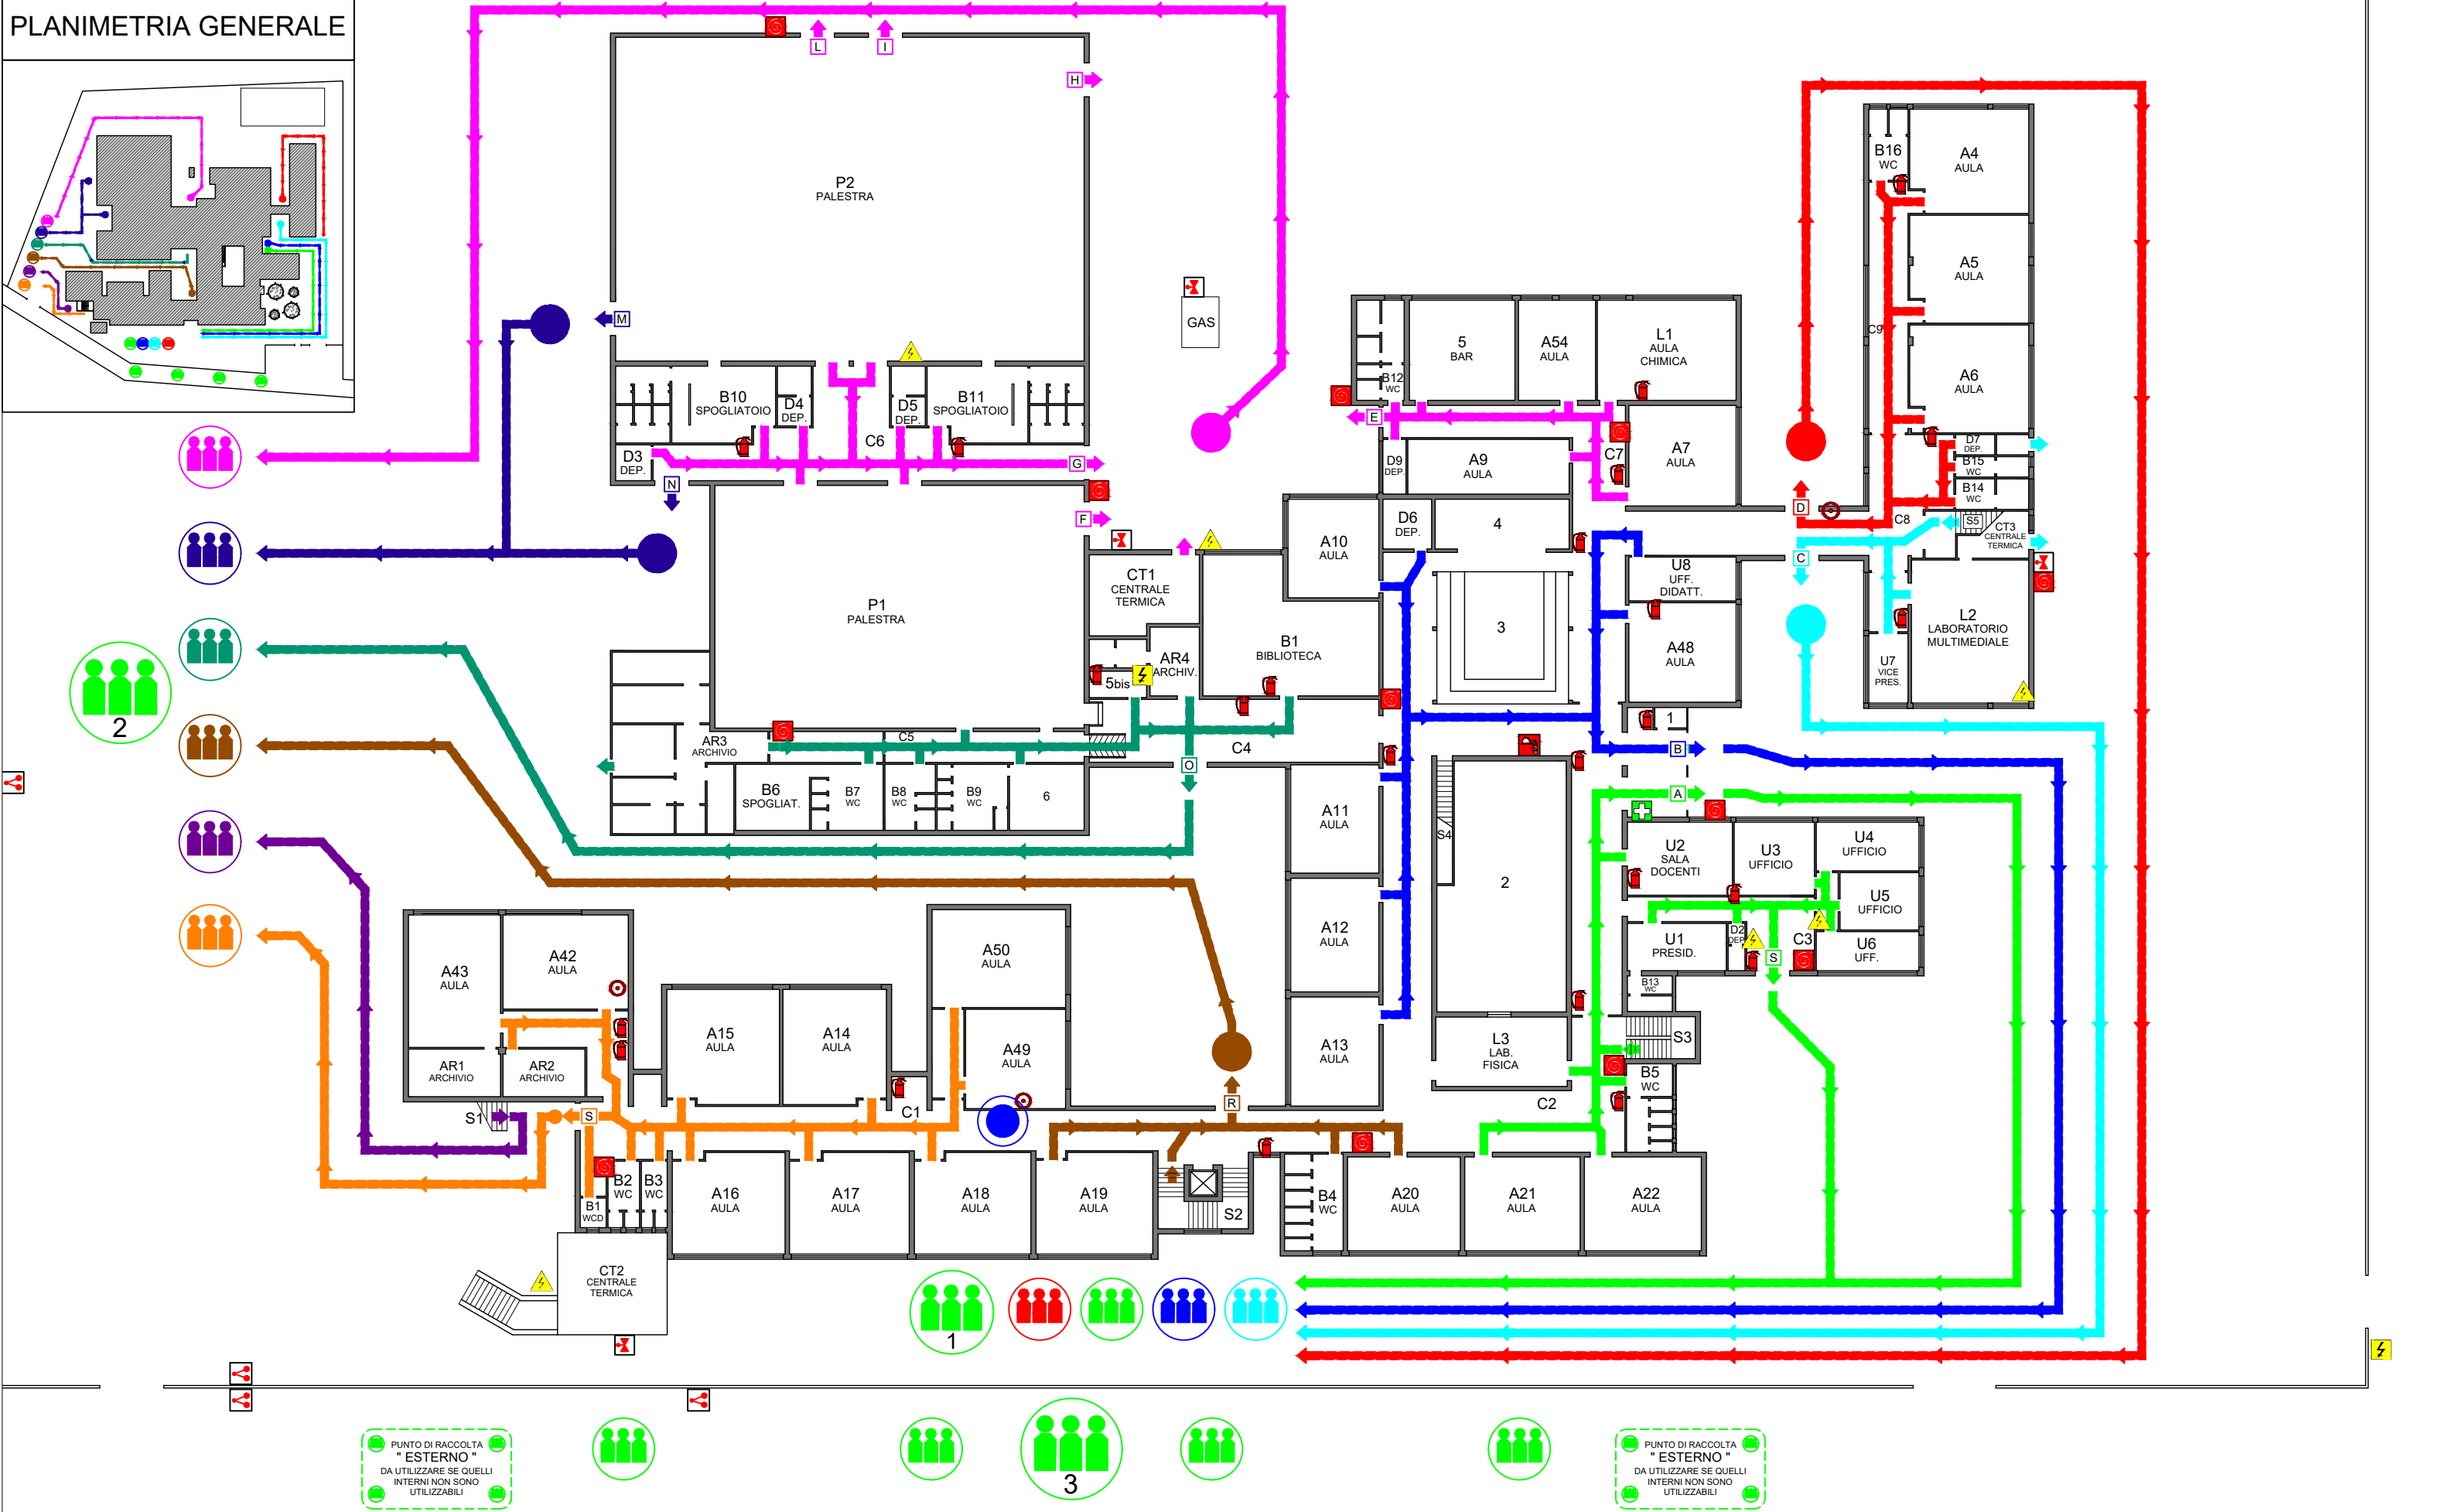 PLANIMETRIA GENERALE
L
I
H
P2
PALESTRA
M
GAS
B10
SPOGLIATOIO
D4
DEP.
D5
DEP.
B11
SPOGLIATOIO
C6
D3
DEP.
G
N
F
B12
WC
5
BAR
A54
AULA
L1
AULA
CHIMICA
E
D9
DEP.
A9
AULA
C7
A7
AULA
B16
WC
A4
AULA
A5
AULA
C9
A6
AULA
D7
DEP.
B15
WC
B14
WC
D
C8
S5
CT3
CENTRALE
TERMICA
C
L2
LABORATORIO
MULTIMEDIALE
U7
VICE
PRES.
P1
PALESTRA
CT1
CENTRALE
TERMICA
A10
AULA
D6
DEP.
4
3
B1
BIBLIOTECA
AR4
ARCHIV.
5bis
U8
UFF.
DIDATT.
A48
AULA
1
B
A
2
AR3
ARCHIVIO
C5
C4
O
B6
SPOGLIAT.
B7
WC
B8
WC
B9
WC
6
A11
AULA
A12
AULA
A13
AULA
S4
2
L3
LAB.
FISICA
C2
U2
SALA
DOCENTI
U3
UFFICIO
U4
UFFICIO
U5
UFFICIO
U6
UFF.
U1
PRESID.
D2
DEP.
C3
S
B13
WC
S3
B5
WC
A43
AULA
A42
AULA
AR1
ARCHIVIO
AR2
ARCHIVIO
S1
S
A15
AULA
A14
AULA
C1
A50
AULA
A49
AULA
R
B1
WCD
B2
WC
B3
WC
A16
AULA
A17
AULA
A18
AULA
A19
AULA
S2
B4
WC
A20
AULA
A21
AULA
A22
AULA
CT2
CENTRALE
TERMICA
1
3
PUNTO DI RACCOLTA
" ESTERNO "
DA UTILIZZARE SE QUELLI
INTERNI NON SONO
UTILIZZABILI
PUNTO DI RACCOLTA
" ESTERNO "
DA UTILIZZARE SE QUELLI
INTERNI NON SONO
UTILIZZABILI